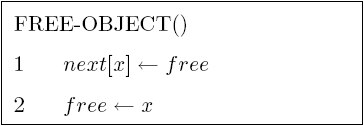 FREE-OBJECT()
1 next[x] ← free
2 free ← x